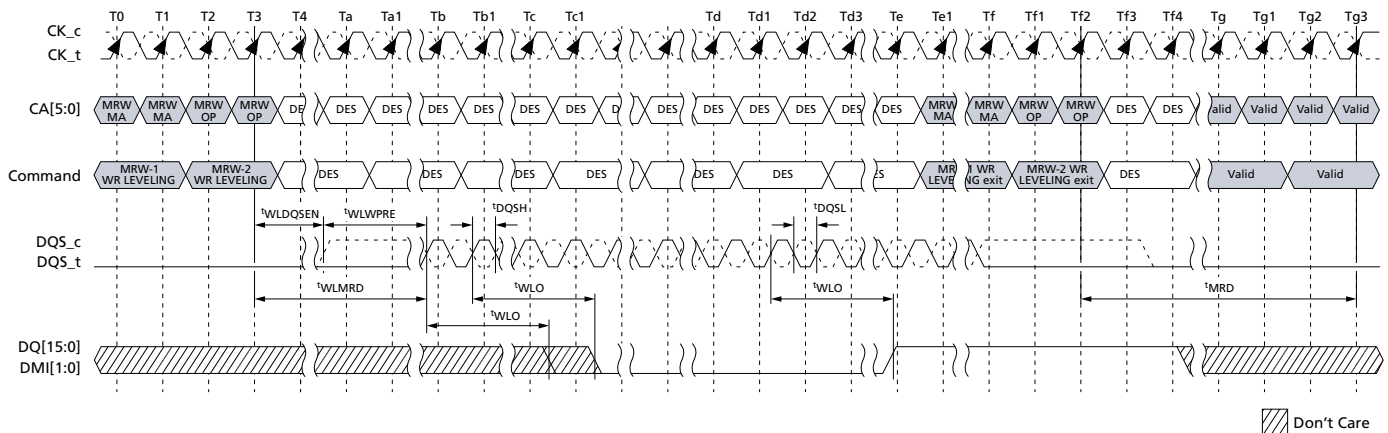 T0 T1 T2 T3 T4 Ta Ta1 Tb Tb1 Tc Tc1 Td Td1 Td2 Td3 Te Te1 Tf Tf1 Tf2 Tf3 Tf4 Tg Tg1 Tg2 Tg3
CK_c
CK_t
CA[5:0]
MRW MRW MRW MRW DES DES DES DES DES DES DES DES DES DES DES MRW MRW MRW MRW DES DES Valid Valid Valid
MA MA OP OP MA MA OP OP
Command
MRW-1 MRW-2 DES DES DES DES DES DES DES MRW-2 WR DES Valid Valid
WR LEVELING WR LEVELING LEVELING exit
tWLDQSEN tWLWPRE tDQSH tDQSL
DQS_c
DQS_t
tWLMRD tWLO tWLO tMRD
tWLO
DQ[15:0]
DMI[1:0]
Don't Care